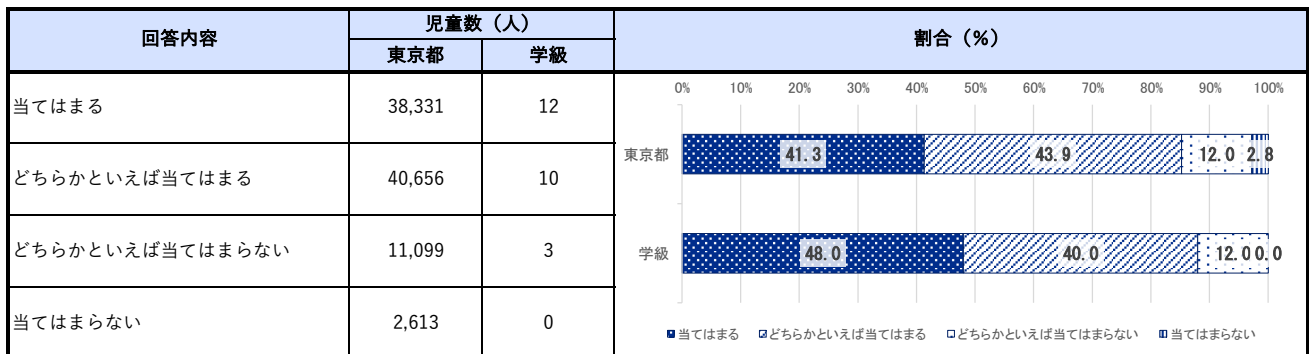 回答内容 児童数（人） 割合（%）
東京都 学級
当てはまる 38,331 12
どちらかといえば当てはまる 40,656 10
どちらかといえば当てはまらない 11,099 3
当てはまらない 2,613 0
0% 10% 20% 30% 40% 50% 60% 70% 80% 90% 100%
東京都 41.3 43.9 12.0 2.8
学級 48.0 40.0 12.0 0.0
当てはまる どちらかといえば当てはまる どちらかといえば当てはまらない 当てはまらない